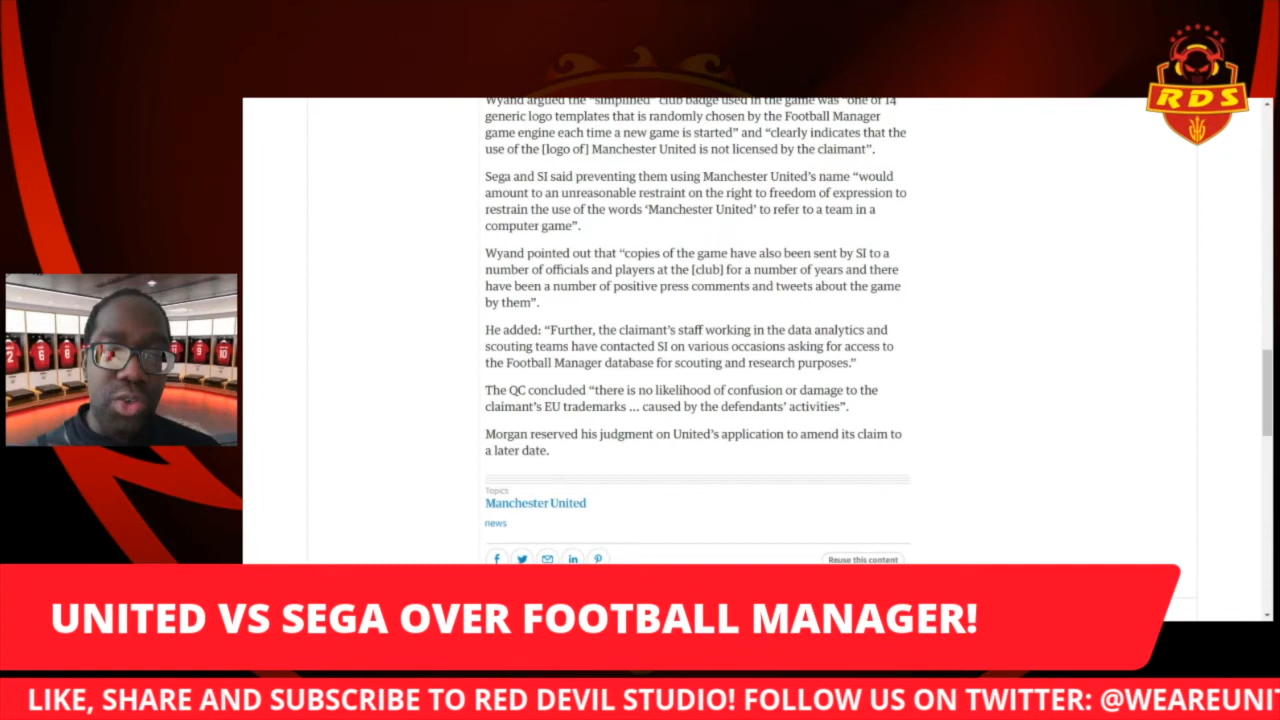 RDS
Wyand argued the “simplified” club badge used in the game was “one of 14
generic logo templates that is randomly chosen by the Football Manager
game engine each time a new game is started” and “clearly indicates that the
use of the [logo of] Manchester United is not licensed by the claimant”.
Sega and SI said preventing them using Manchester United’s name “would
amount to an unreasonable restraint on the right to freedom of expression to
restrain the use of the words ‘Manchester United’ to refer to a team in a
computer game”.
Wyand pointed out that “copies of the game have also been sent by SI to a
number of officials and players at the [club] for a number of years and there
have been a number of positive press comments and tweets about the game
by them”.
He added: “Further, the claimant’s staff working in the data analytics and
scouting teams have contacted SI on various occasions asking for access to
the Football Manager database for scouting and research purposes.”
The QC concluded “there is no likelihood of confusion or damage to the
claimant’s EU trademarks ... caused by the defendants’ activities”.
Morgan reserved his judgment on United’s application to amend its claim to
a later date.
Topics
Manchester United
news
Reuse this content
2 6 8 9 10
UNITED VS SEGA OVER FOOTBALL MANAGER!
LIKE, SHARE AND SUBSCRIBE TO RED DEVIL STUDIO! FOLLOW US ON TWITTER: @WEAREUNI